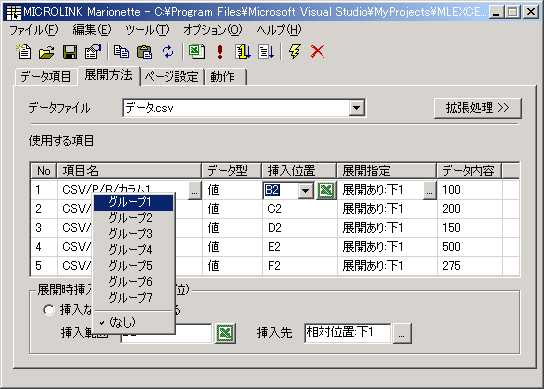 MICROLINK Marionette - C:¥Program Files¥Microsoft Visual Studio¥MyProjects¥MLEXCE...
ファイル(F) 編集(E) ツール(T) オプション(O) ヘルプ(H)
データ項目 展開方法 ページ設定 動作
データファイル データ.csv 拡張処理 >>
使用する項目
No 項目名 データ型 挿入位置 展開指定 データ内容
1 CSV/P/R/カラム1 ... 値 B2 展開あり:下1 ... 100
2 CSV/ 値 C2 展開あり:下1 200
3 CSV/ 値 D2 展開あり:下1 150
4 CSV/ 値 E2 展開あり:下1 500
5 CSV/ 値 F2 展開あり:下1 275
グループ1
グループ2
グループ3
グループ4
グループ5
グループ6
グループ7
(なし)
展開時挿 位)
挿入な る
挿入範囲 挿入先 相対位置:下1 ...